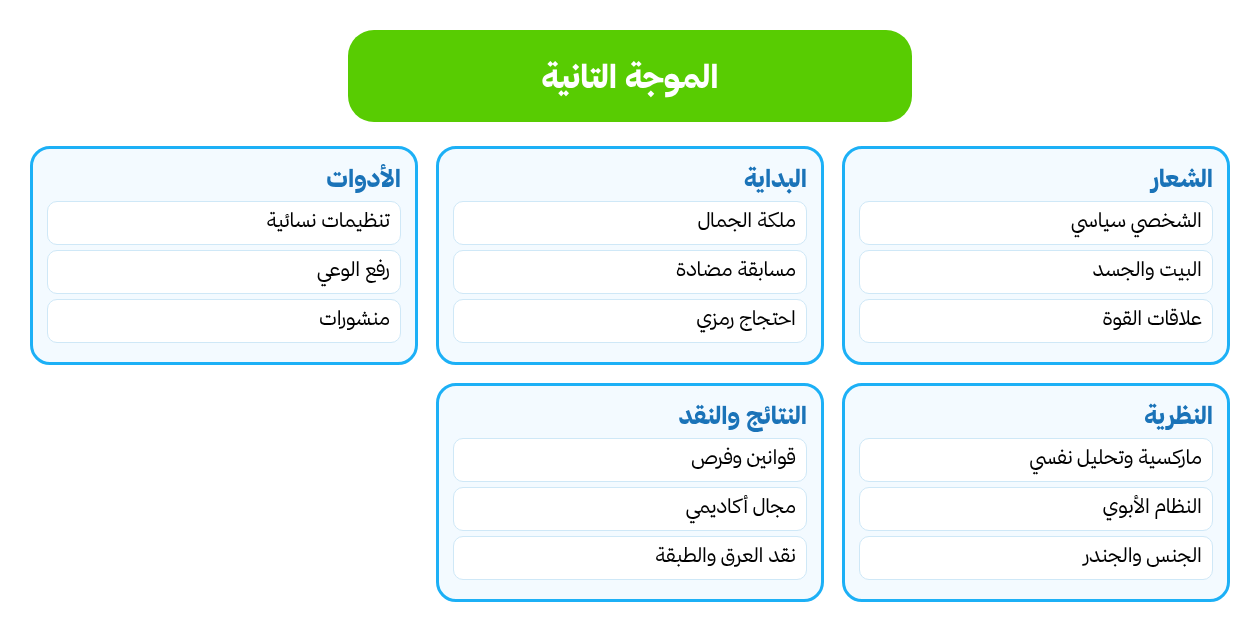 الموجة التانية
الشعار
الشخصي سياسي
البيت والجسد
علاقات القوة
البداية
ملكة الجمال
مسابقة مضادة
احتجاج رمزي
الأدوات
تنظيمات نسائية
رفع الوعي
منشورات
النظرية
ماركسية وتحليل نفسي
النظام الأبوي
الجنس والجندر
النتائج والنقد
قوانين وفرص
مجال أكاديمي
نقد العرق والطبقة